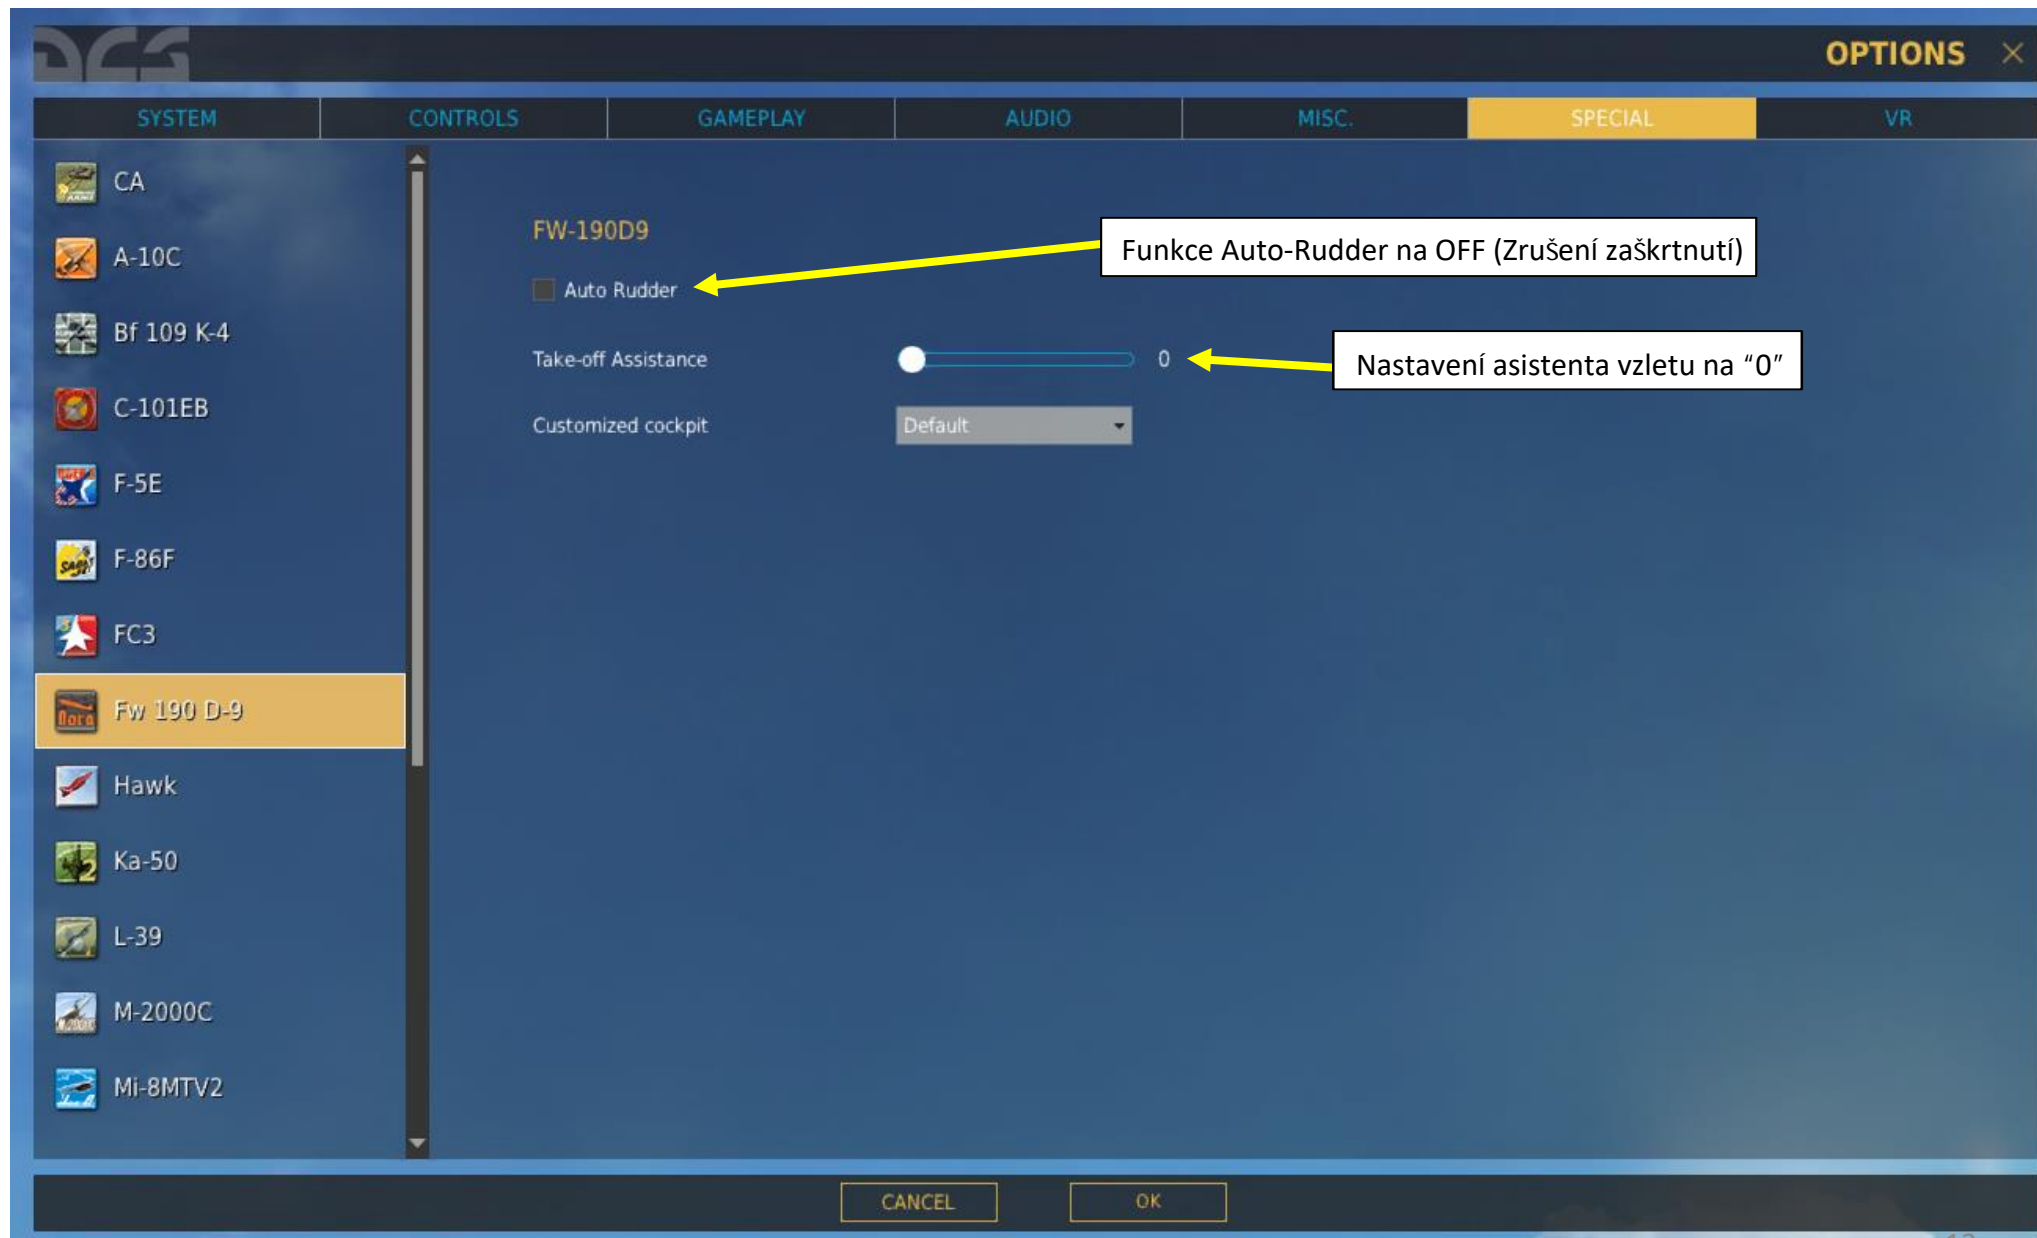 DCS
OPTIONS
SYSTEM CONTROLS GAMEPLAY AUDIO MISC. SPECIAL VR
CA
A-10C
Bf 109 K-4
C-101EB
F-5E
F-86F
FC3
Fw 190 D-9
Hawk
Ka-50
L-39
M-2000C
Mi-8MTV2
FW-190D9
Funkce Auto-Rudder na OFF (Zrušení zaškrtnutí)
Auto Rudder
Take-off Assistance 0
Nastavení asistenta vzletu na “0”
Customized cockpit Default
CANCEL OK